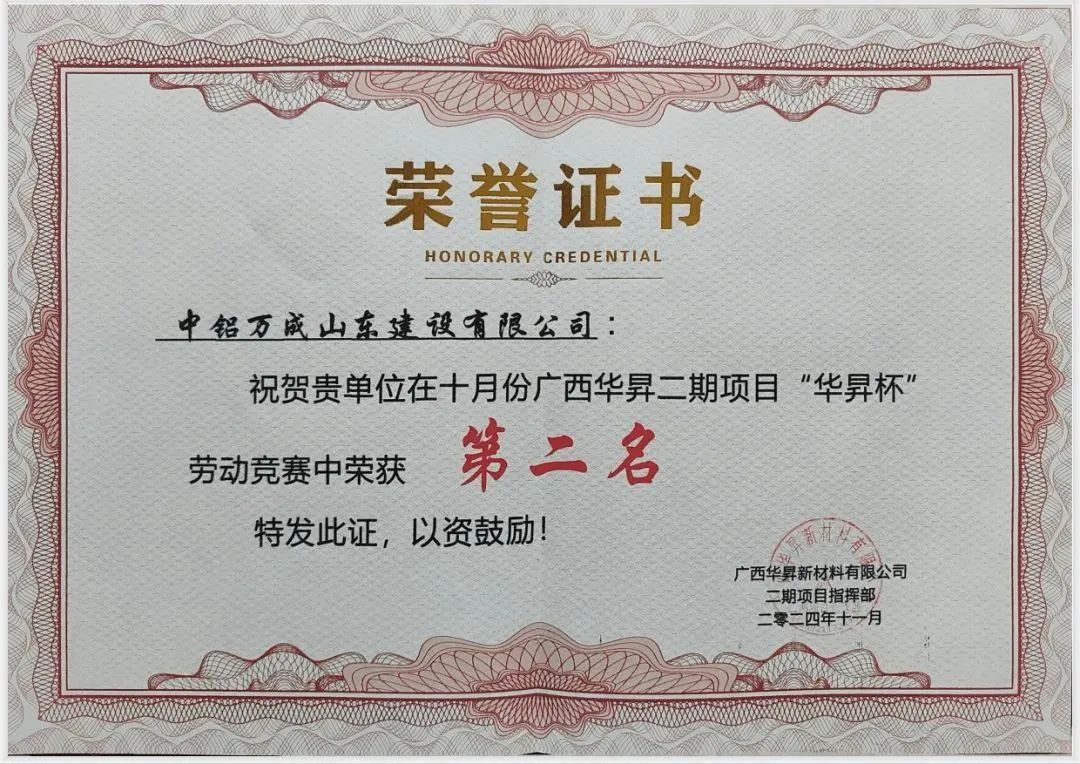 荣誉证书
HONORARY CREDENTIAL
中铝万成山东建设有限公司：
祝贺贵单位在十月份广西华昇二期项目“华昇杯”
劳动竞赛中荣获 第二名
特发此证，以资鼓励！
广西华昇新材料有限公司
二期项目指挥部
二零二四年十一月